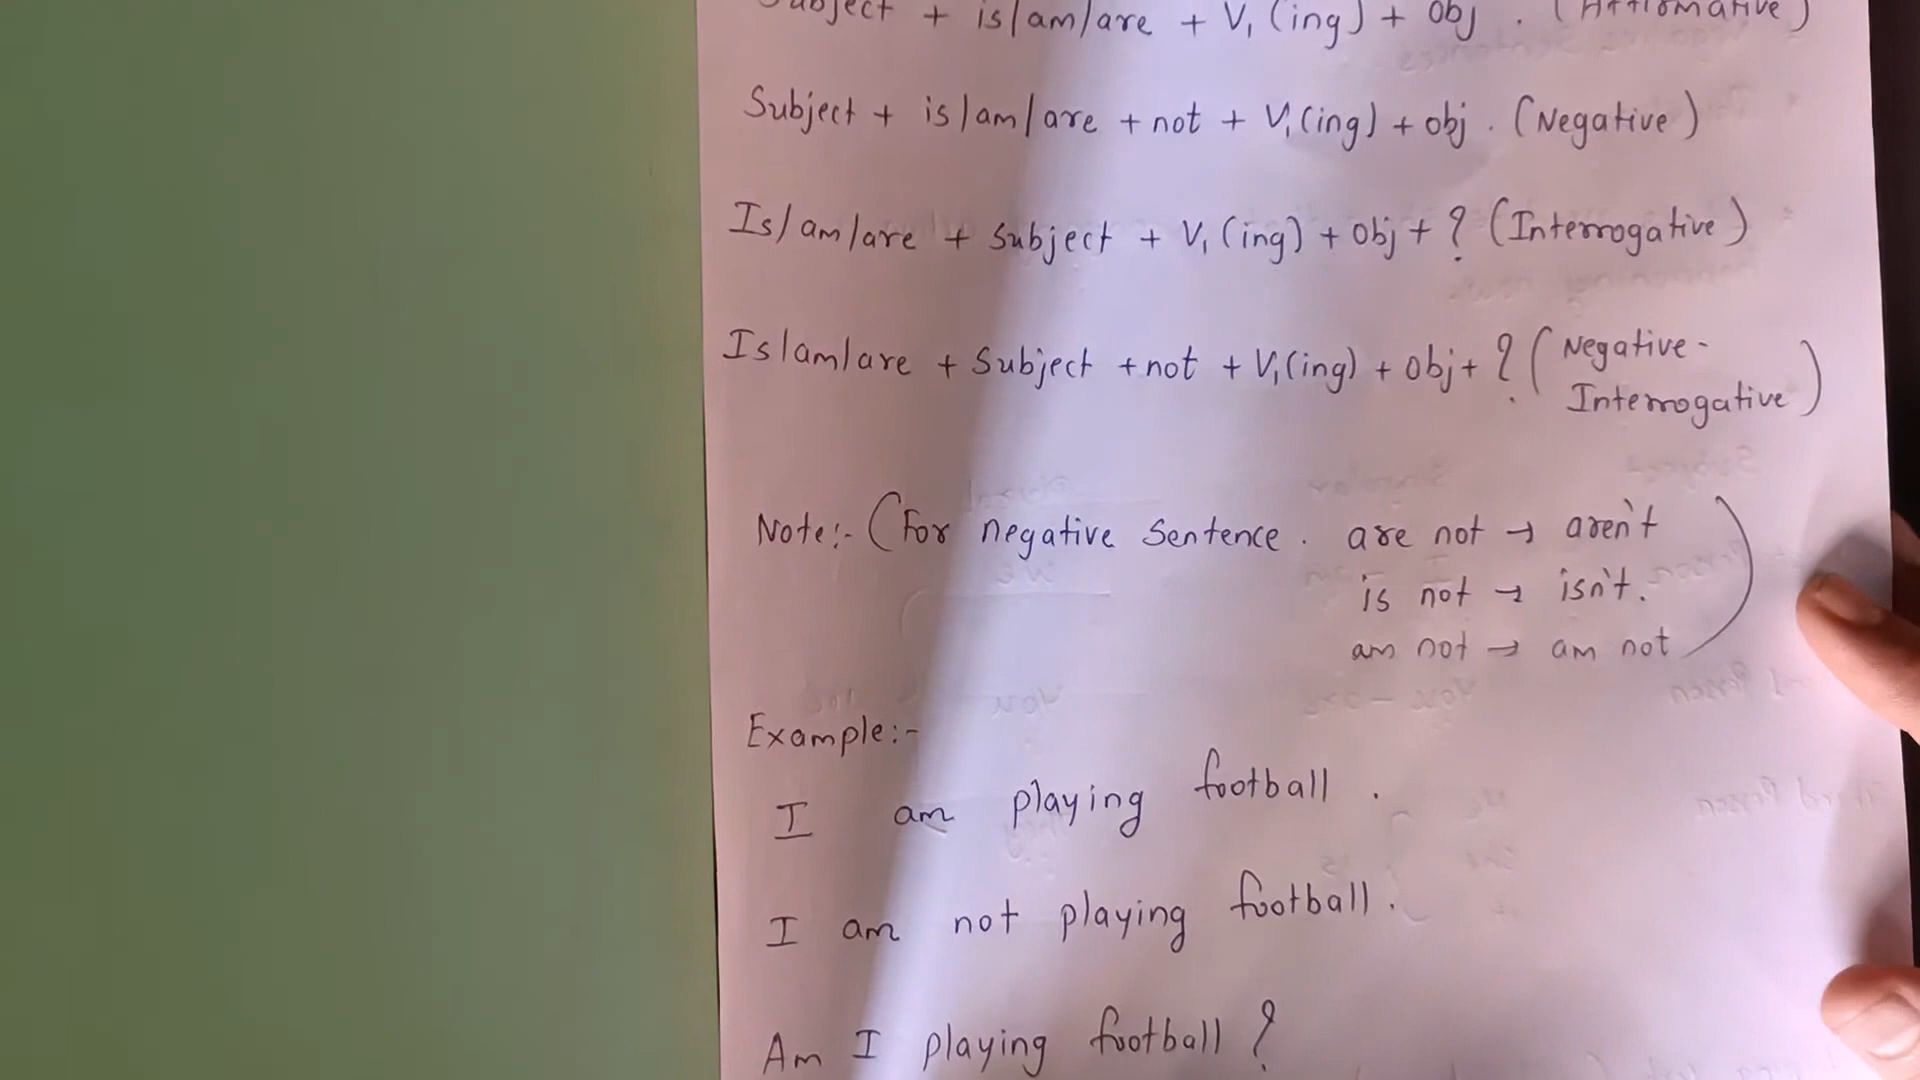 Subject + is/am/are + V₁ (ing) + Obj . (Affirmative)
Subject + is/am/are + not + V₁(ing) + obj . (Negative)
Is/am/are + Subject + V₁ (ing) + Obj + ? (Interrogative)
Is/am/are + Subject + not + V₁(ing) + Obj + ? (Negative-
Interrogative)
Note:- (For negative Sentence . are not → aren't
is not → isn't.
am not → am not)
Example:-
I am playing football .
I am not playing football .
Am I playing football ?